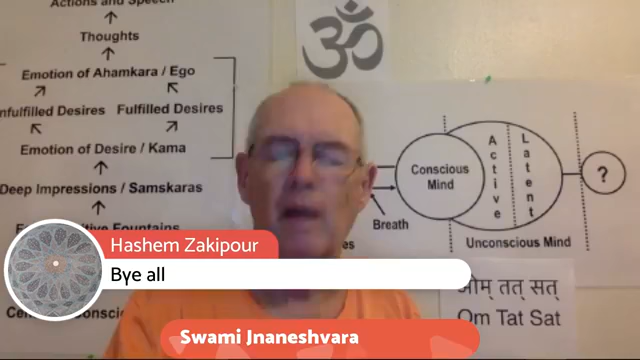 Actions and Speech
Thoughts
Emotion of Ahamkara / Ego
nfulfilled Desires Fulfilled Desires
Emotion of Desire / Kama
Deep Impressions / Samskaras
Fountains
ॐ
Conscious
Mind
Active
Latent
?
Breath
Unconscious Mind
ओम् तत् सत्
Om Tat Sat
Hashem Zakipour
Bye all
Swami Jnaneshvara